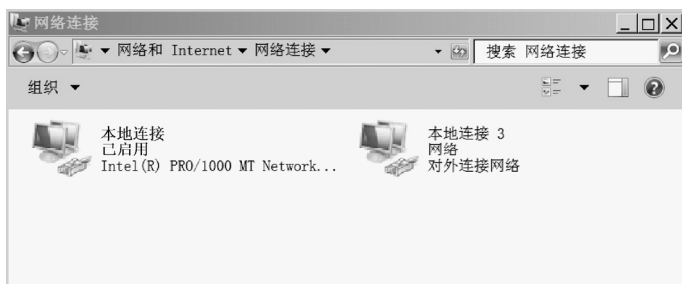 网络连接
网络和 Internet 网络连接
搜索 网络连接
组织
本地连接
已启用
Intel(R) PRO/1000 MT Network...
本地连接 3
网络
对外连接网络